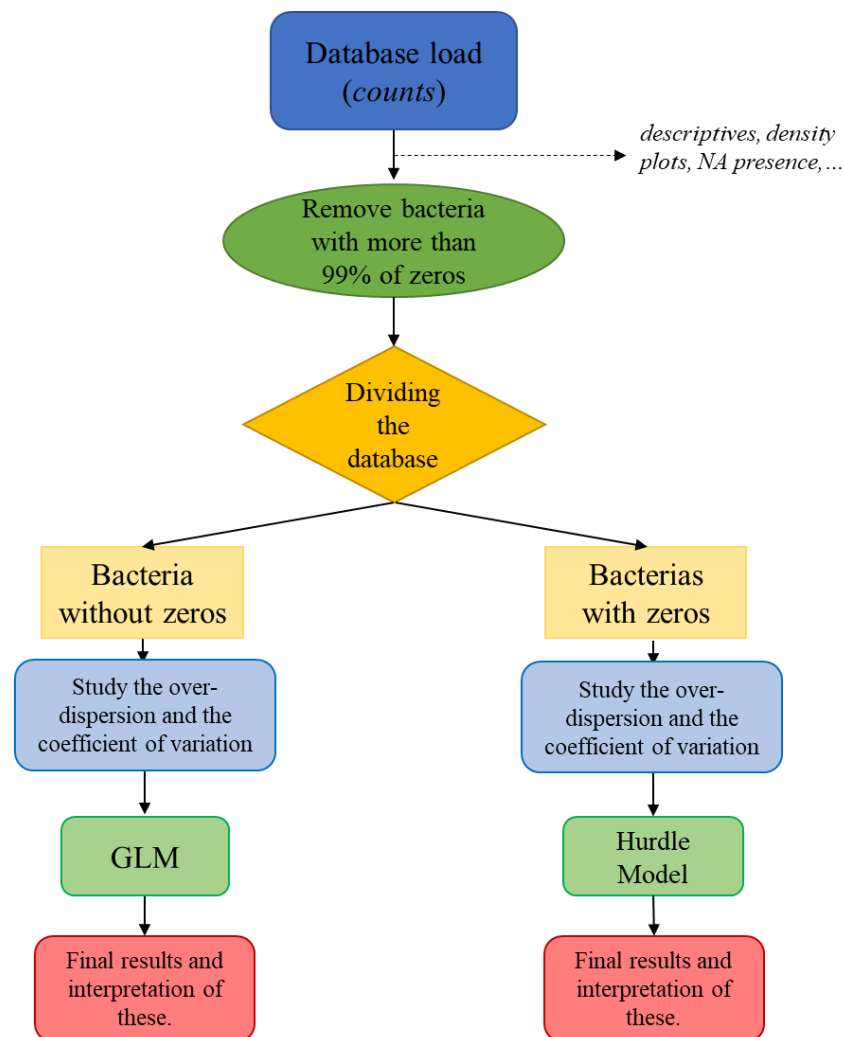 Database load
(counts)
descriptives, density
plots, NA presence,...
Remove bacteria
with more than
99% of zeros
Dividing
the
database
Bacteria
without zeros
Bacterias
with zeros
Study the over-
dispersion and the
coefficient of variation
Study the over-
dispersion and the
coefficient of variation
GLM
Hurdle
Model
Final results and
interpretation of
these.
Final results and
interpretation of
these.